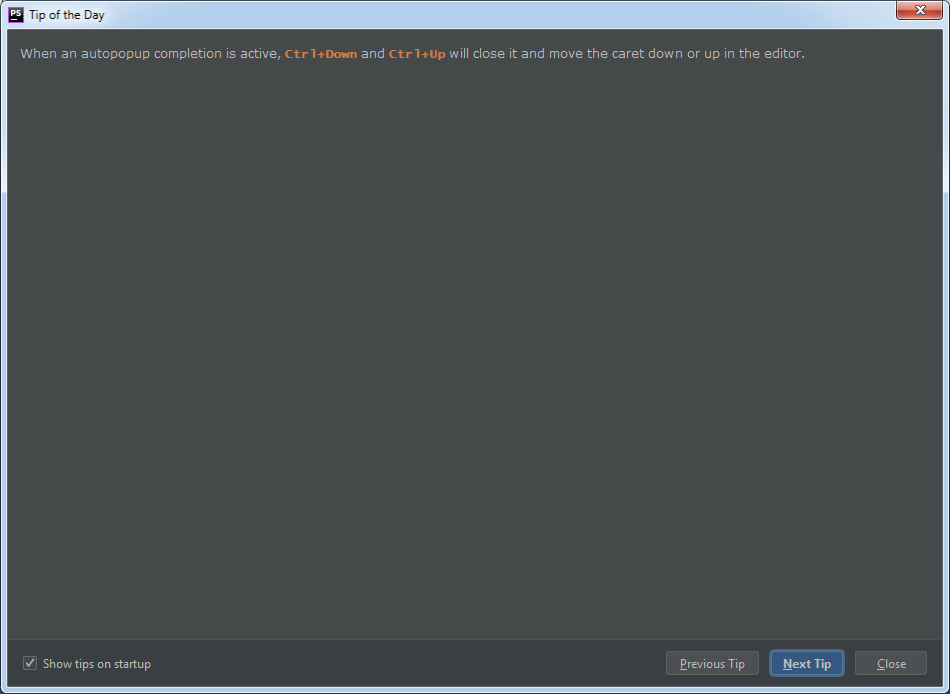 PS Tip of the Day
When an autopopup completion is active, Ctrl+Down and Ctrl+Up will close it and move the caret down or up in the editor.
Show tips on startup
Previous Tip
Next Tip
Close